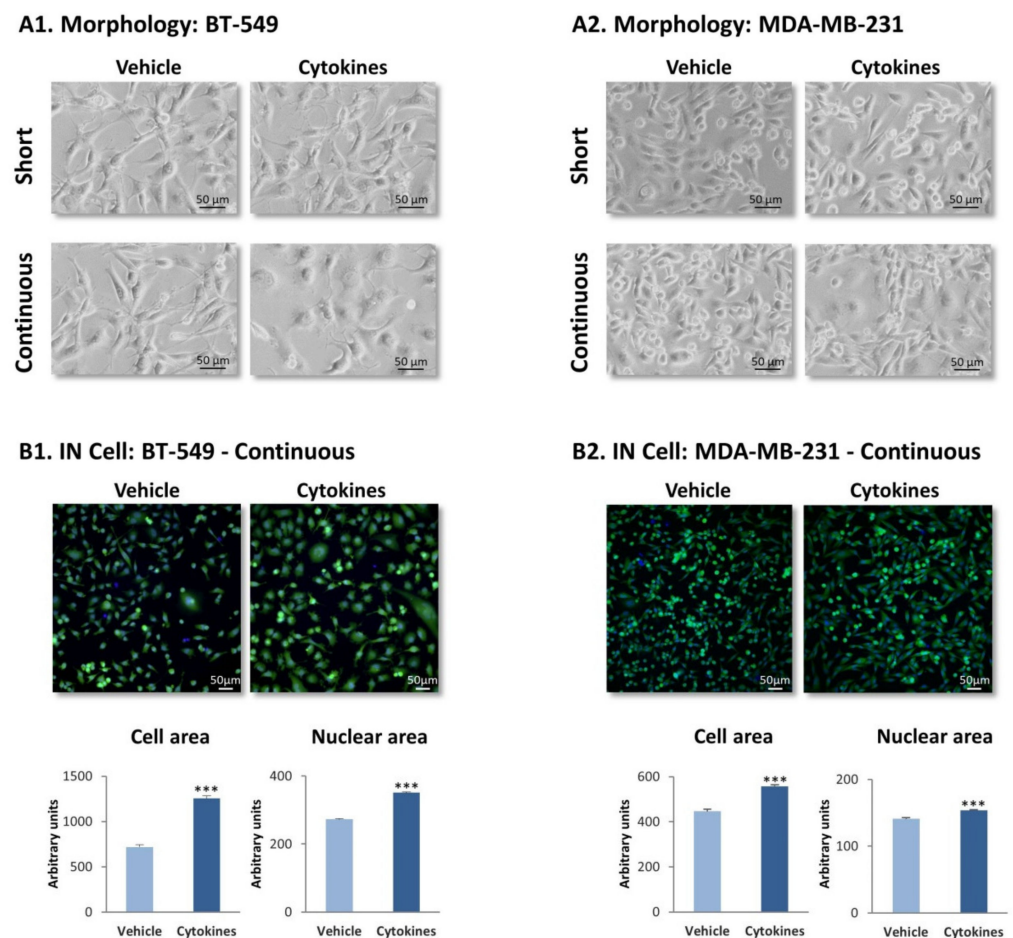 A1. Morphology: BT-549
Vehicle Cytokines
Short
50 µm 50 µm
Continuous
50 µm 50 µm
A2. Morphology: MDA-MB-231
Vehicle Cytokines
Short
50 µm 50 µm
Continuous
50 µm 50 µm
B1. IN Cell: BT-549 - Continuous
Vehicle Cytokines
50µm 50µm
Cell area
Arbitrary units
1500
1000
500
0
***
Vehicle Cytokines
Nuclear area
Arbitrary units
400
200
0
***
Vehicle Cytokines
B2. IN Cell: MDA-MB-231 - Continuous
Vehicle Cytokines
50µm 50µm
Cell area
Arbitrary units
600
400
200
0
***
Vehicle Cytokines
Nuclear area
Arbitrary units
200
100
0
***
Vehicle Cytokines